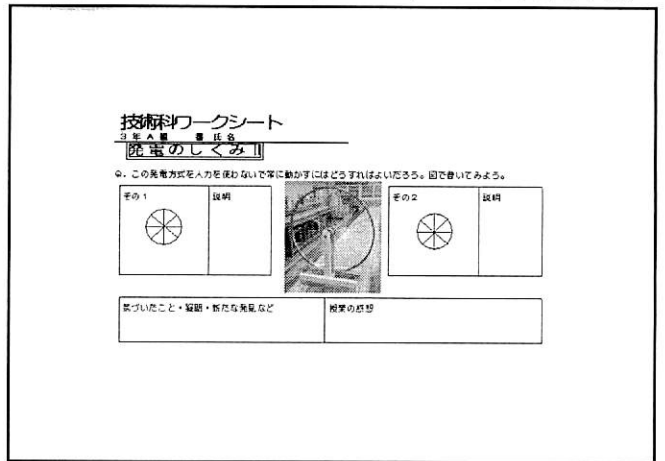 技術科ワークシート
3年A組 番 氏名
発電のしくみ1
Q. この発電方式を人力を使わないで常に動かすにはどうすればよいだろう。図で書いてみよう。
その1
説明
その2
説明
気づいたこと・疑問・新たな発見など
授業の感想